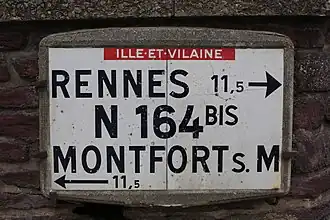 ILLE·ET·VILAINE
RENNES 11,5 →
N 164 BIS
MONTFORT S. M
← 11,5